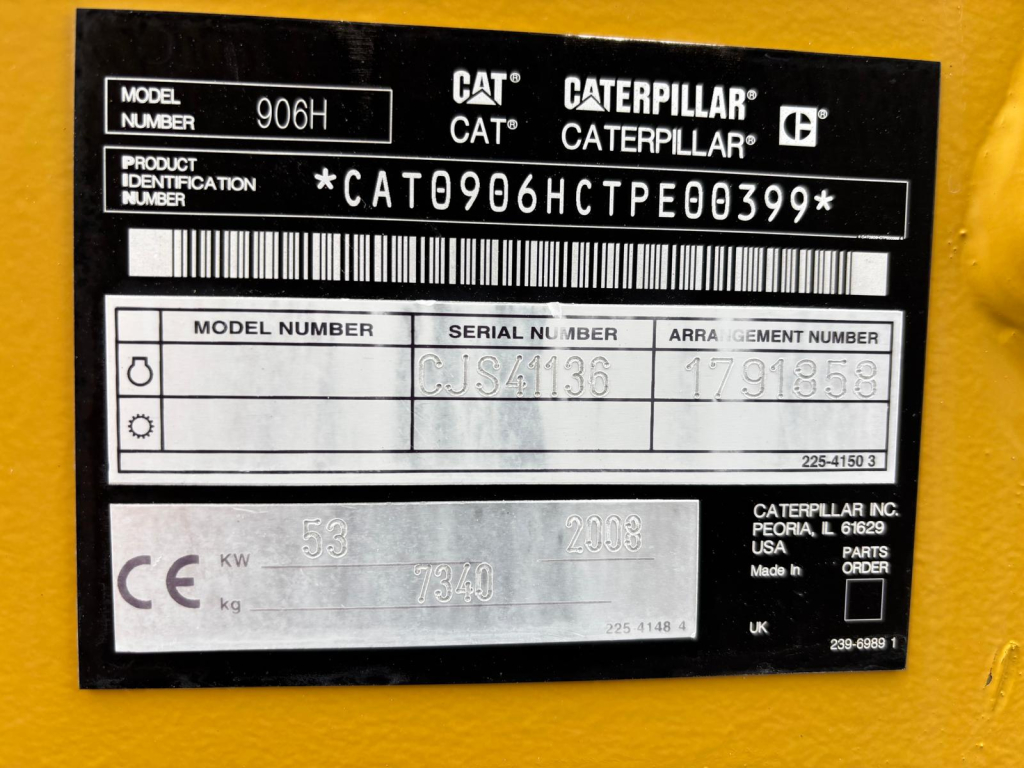 MODEL NUMBER 906H
CAT® CATERPILLAR®
CAT® CATERPILLAR® ®
PRODUCT IDENTIFICATION NUMBER *CAT0906HCTPE00399*
MODEL NUMBER SERIAL NUMBER ARRANGEMENT NUMBER
CJS41136 1791858
225-4150 3
CE KW 53 2008
kg 7340
225-4148 4
CATERPILLAR INC.
PEORIA, IL 61629
USA
Made In
UK
PARTS
ORDER
239-6989 1